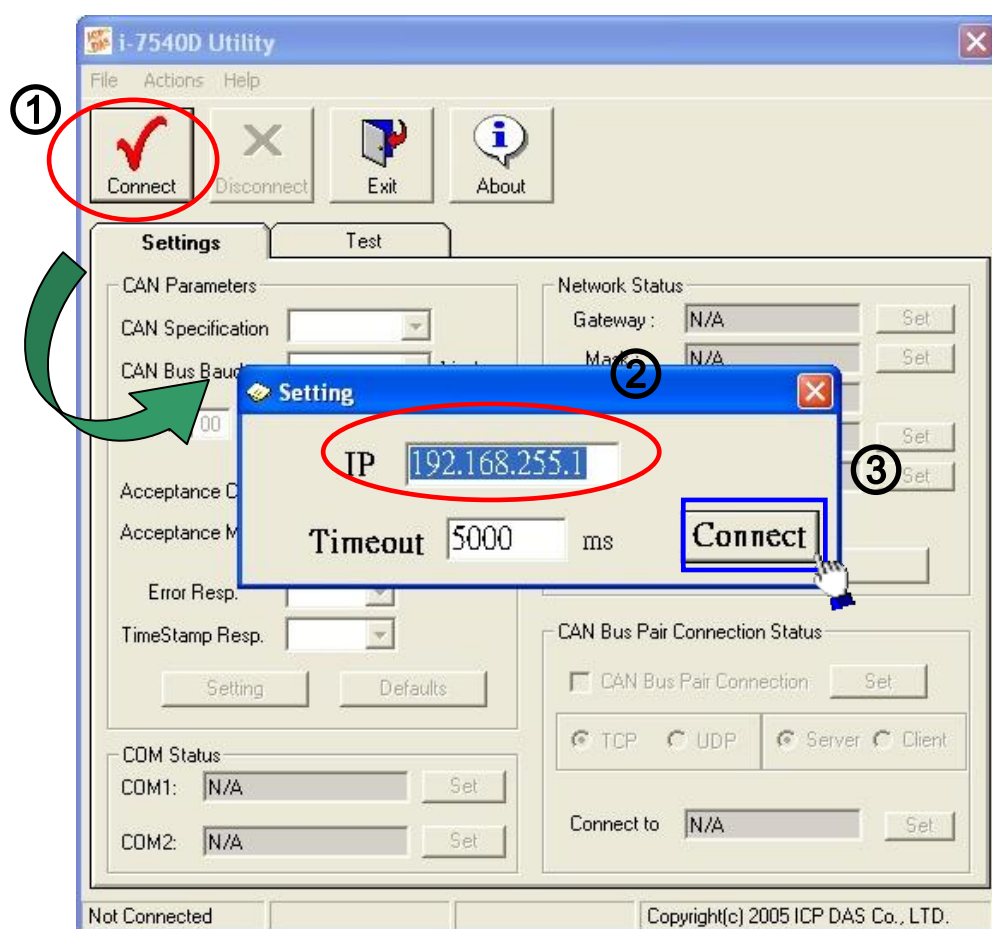 i-7540D Utility
File Actions Help
①
Connect Disconnect Exit About
Settings Test
CAN Parameters
CAN Specification
CAN Bus Baud
00
Acceptance C
Acceptance M
Error Resp.
TimeStamp Resp.
Setting Defaults
COM Status
COM1: N/A Set
COM2: N/A Set
Network Status
Gateway : N/A Set
Mask : N/A Set
Set
Set
②
Setting
IP 192.168.255.1
③
Timeout 5000 ms Connect
CAN Bus Pair Connection Status
CAN Bus Pair Connection Set
TCP UDP Server Client
Connect to N/A Set
Not Connected Copyright(c) 2005 ICP DAS Co., LTD.